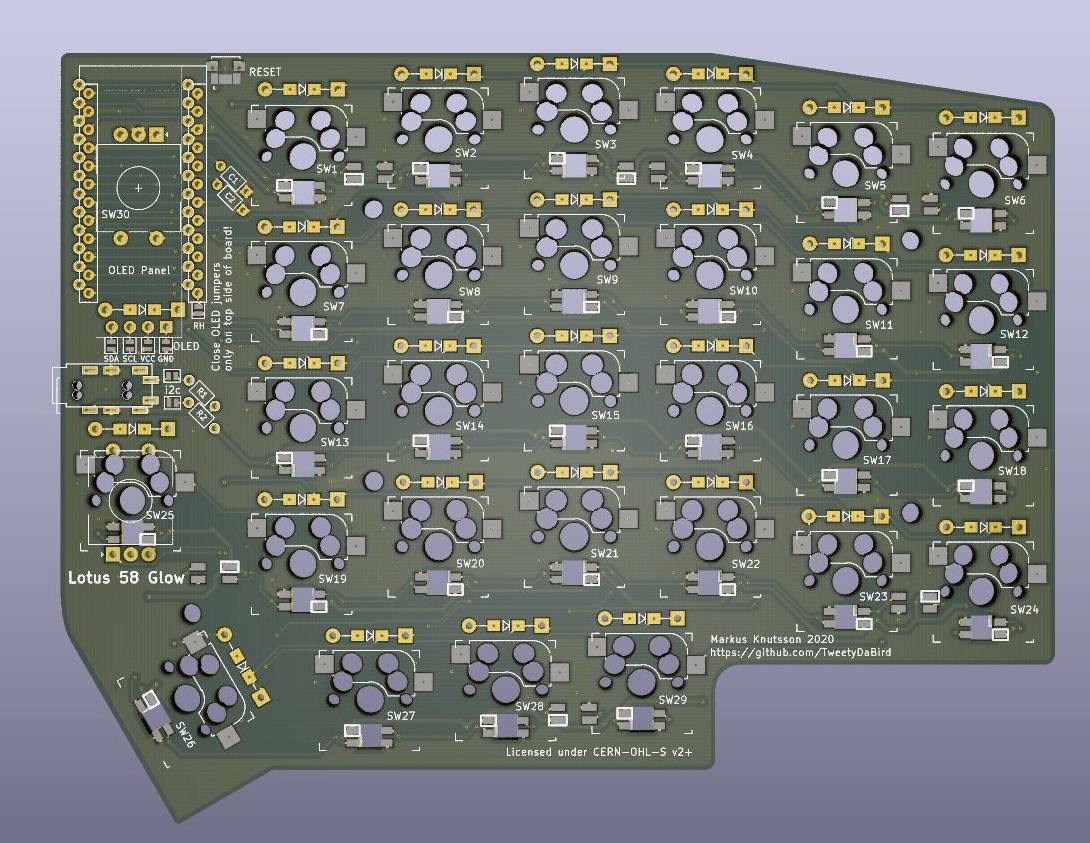 RESET
SW1
SW2
SW3
SW4
SW5
SW6
C1
C2
SW30
OLED Panel
Close OLED jumpers
only on top side of board!
SW7
SW8
SW9
SW10
SW11
SW12
RH
OLED
SDA SCL VCC GND
i2c
R1
R2
SW13
SW14
SW15
SW16
SW17
SW18
SW25
SW19
SW20
SW21
SW22
SW23
SW24
Lotus 58 Glow
Markus Knutsson 2020
https://github.com/TweetyDaBird
SW26
SW27
SW28
SW29
Licensed under CERN-OHL-S v2+